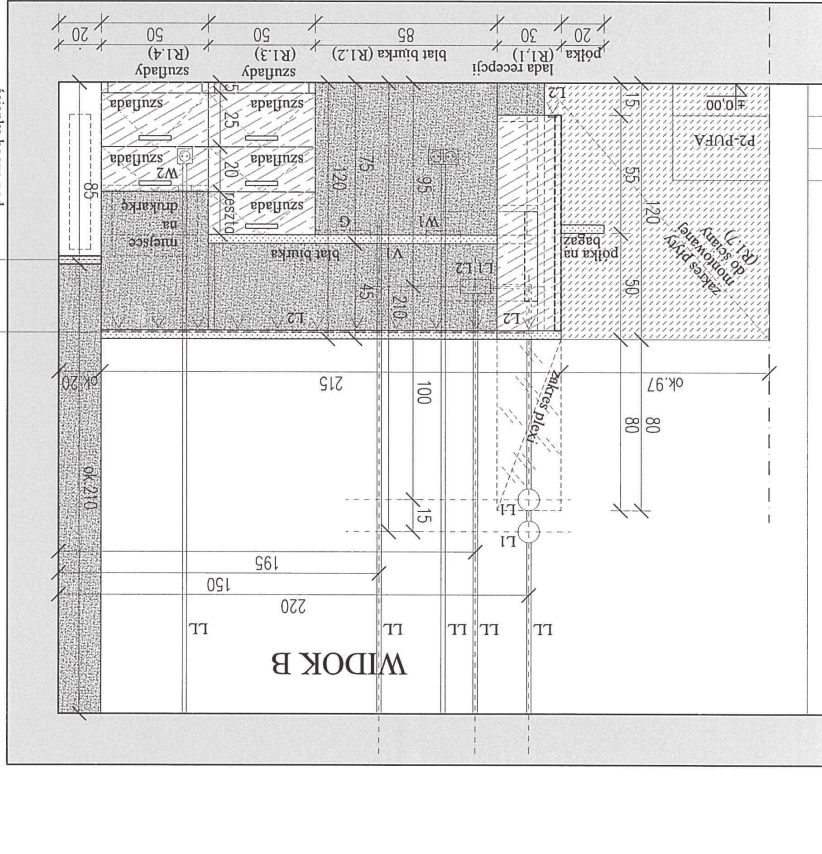 WIDOK B
LL
LL
LL
LL
LL
220
150
195
L1
L1
15
100
80
80
ok.210
zakres plexi
ok.97
215
ok 20
L2
L2
50
45
210
L1 L2
V1
blat biurka
półka na
bagaż
zakres płyty
montowanej
do ściany
(R1.7)
120
55
15
W1
G
95
75
120
miejsce
na
drukarkę
reszta
szuflada
szuflada
szuflada
20
25
5
W2
szuflada
szuflada
85
P2-PUFA
±0,00
L2
półka
lada recepcji
(R1.1)
blat biurka (R1.2)
szuflady
(R1.3)
szuflady
(R1.4)
20
30
85
50
50
20